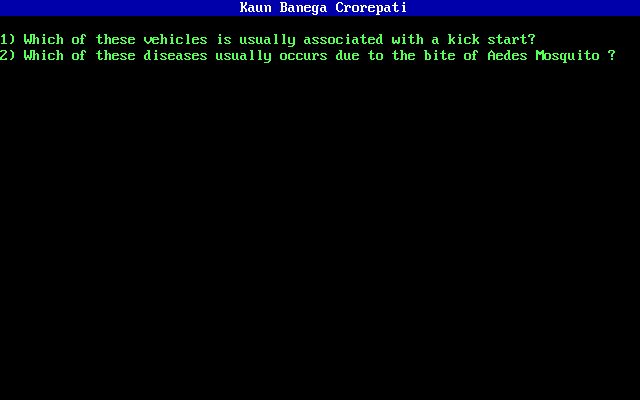 Kaun Banega Crorepati
1) Which of these vehicles is usually associated with a kick start?
2) Which of these diseases usually occurs due to the bite of Aedes Mosquito ?